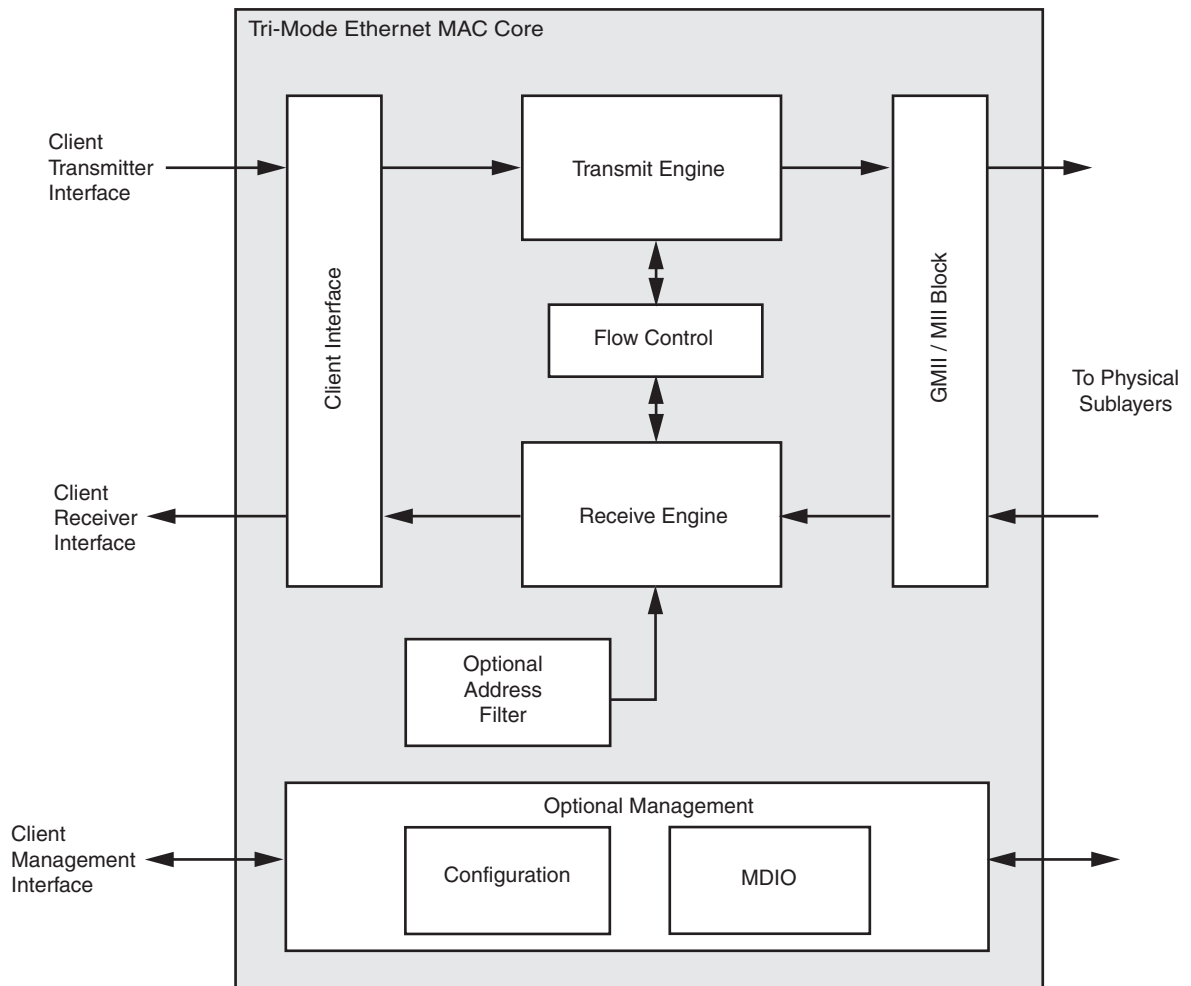 Tri-Mode Ethernet MAC Core
Client
Transmitter
Interface
Client Interface
Transmit Engine
GMII / MII Block
Flow Control
To Physical
Sublayers
Client
Receiver
Interface
Receive Engine
Optional
Address
Filter
Optional Management
Client
Management
Interface
Configuration
MDIO